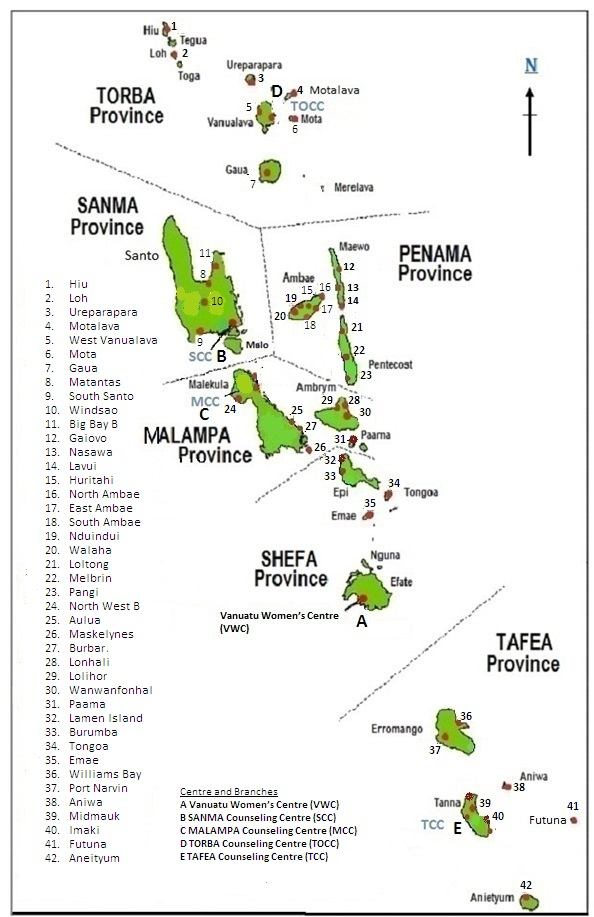 Hiu 1
Tegua
Loh 2
Toga
Ureparapara
3
D 4 Motalava
TORBA
Province
TOCC
5
Vanualava
Mota
6
N
Gaua
7
Merelava
SANMA
Province
Santo
11
8
10
9
SCC B
Malo
PENAMA
Province
Maewo
12
13
14
Ambae
15 16
19 17
20 18
21
22
Pentecost
23
Malekula
MCC
C 24
25
27
26
MALAMPA
Province
Ambrym
29 28
30
31 Paama
32
33
Epi
34
Tongoa
35
Emae
SHEFA
Province
Nguna
Efate
Vanuatu Women's Centre
(VWC)
A
TAFEA
Province
Erromango
36
37
Aniwa
38
Tanna
39
40
TCC E
41
Futuna
42
Anietyum
1. Hiu
2. Loh
3. Ureparapara
4. Motalava
5. West Vanualava
6. Mota
7. Gaua
8. Matantas
9. South Santo
10. Windsao
11. Big Bay B
12. Gaiovo
13. Nasawa
14. Lavui
15. Huritahi
16. North Ambae
17. East Ambae
18. South Ambae
19. Nduindui
20. Walaha
21. Loltong
22. Melbrin
23. Pangi
24. North West B
25. Aulua
26. Maskelynes
27. Burbar.
28. Lonhali
29. Lolihor
30. Wanwanfonhal
31. Paama
32. Lamen Island
33. Burumba
34. Tongoa
35. Emae
36. Williams Bay
37. Port Narvin
38. Aniwa
39. Midmauk
40. Imaki
41. Futuna
42. Aneityum
Centre and Branches
A Vanuatu Women's Centre (VWC)
B SANMA Counseling Centre (SCC)
C MALAMPA Counseling Centre (MCC)
D TORBA Counseling Centre (TOCC)
E TAFEA Counseling Centre (TCC)